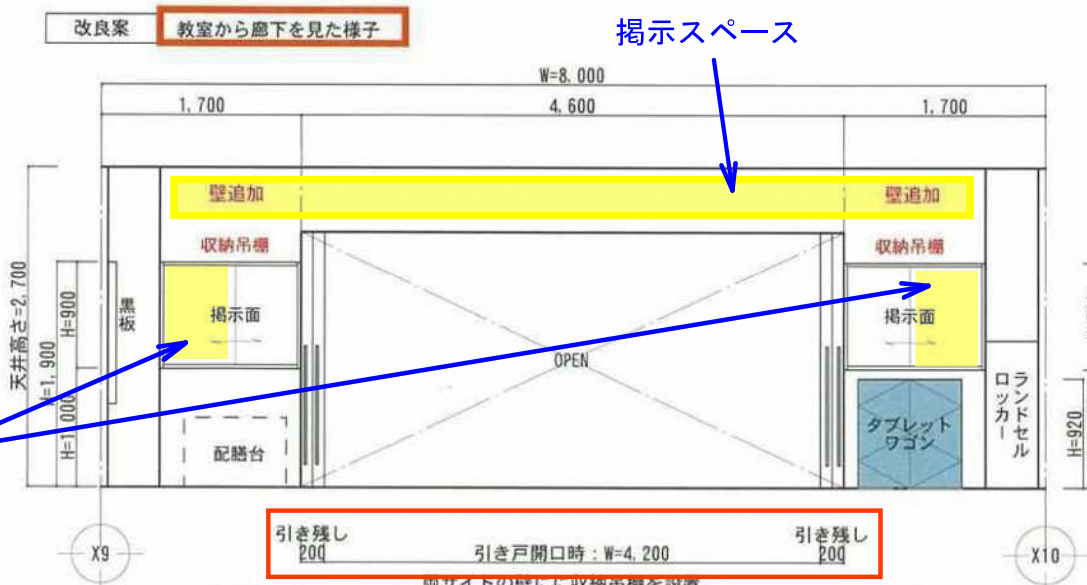 改良案
教室から廊下を見た様子
掲示スペース
W=8.000
1,700
4,600
1,700
壁追加
壁追加
収納吊棚
収納吊棚
天井高さ=2,700
H=1,900
H=900
H=1,000
黒板
掲示面
掲示面
OPEN
配膳台
タブレット
ワゴン
ランドセル
ロッカー
H=920
引き残し
引き残し
200
引き戸開口時：W=4,200
200
X9
X10